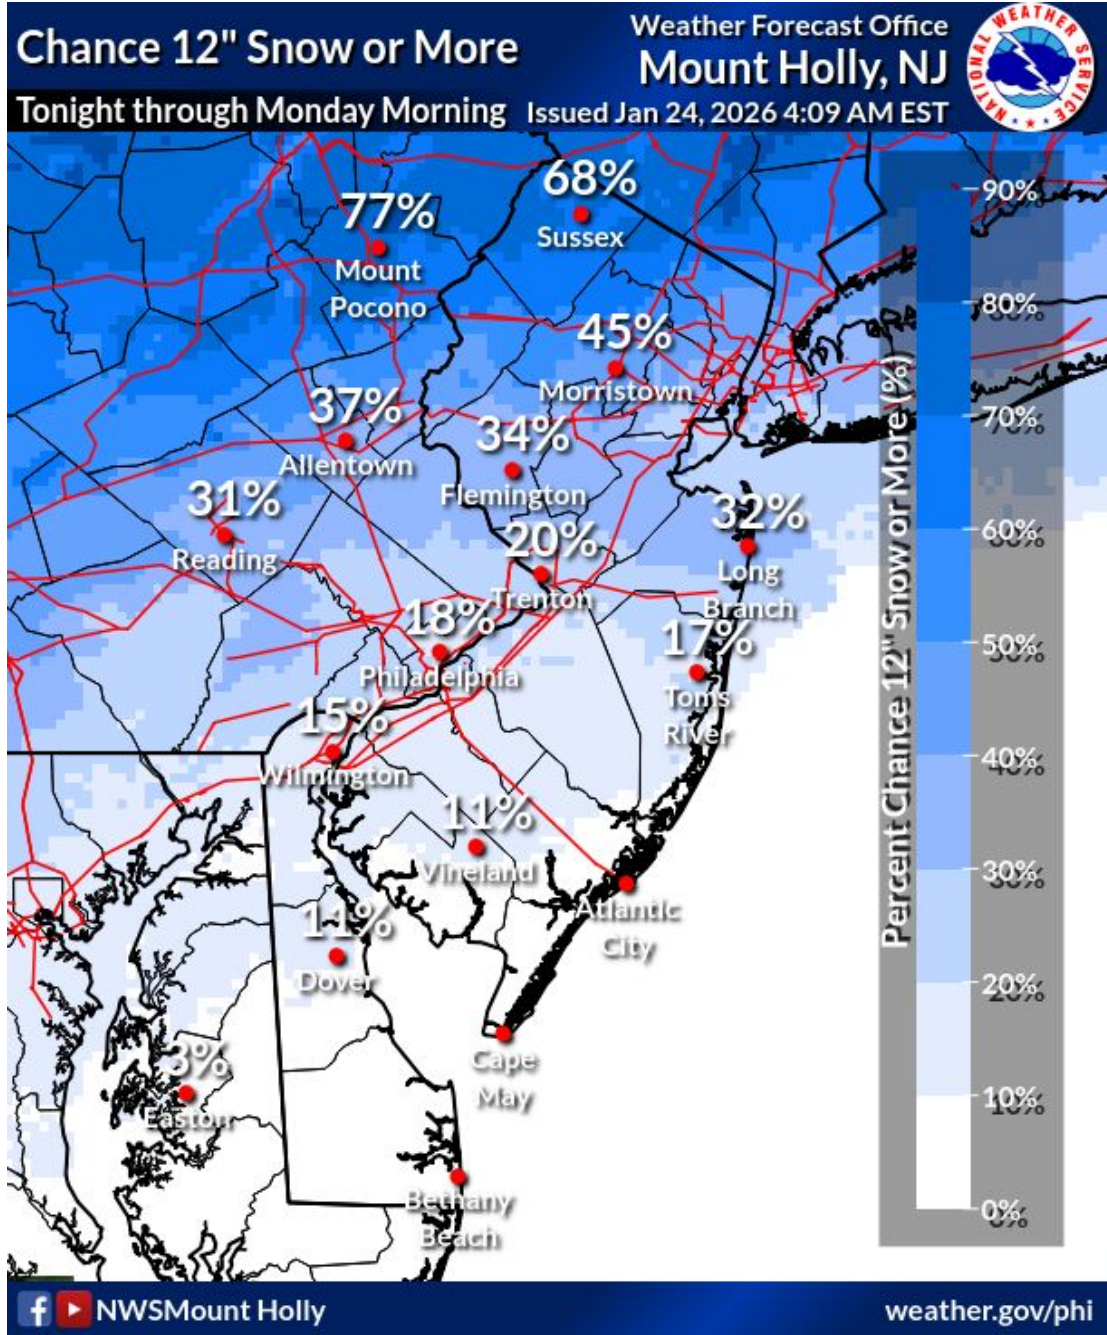 Chance 12" Snow or More
Weather Forecast Office
Mount Holly, NJ
Tonight through Monday Morning
Issued Jan 24, 2026 4:09 AM EST
NATIONAL WEATHER SERVICE
68%
Sussex
77%
Mount
Pocono
45%
Morristown
37%
Allentown
34%
Flemington
31%
Reading
32%
Long
Branch
20%
Trenton
18%
Philadelphia
17%
Toms
River
15%
Wilmington
11%
Vineland
Atlantic
City
11%
Dover
Cape
May
3%
Easton
Bethany
Beach
Percent Chance 12" Snow or More (%)
90%
80%
70%
60%
50%
40%
30%
20%
10%
0%
NWSMount Holly
weather.gov/phi